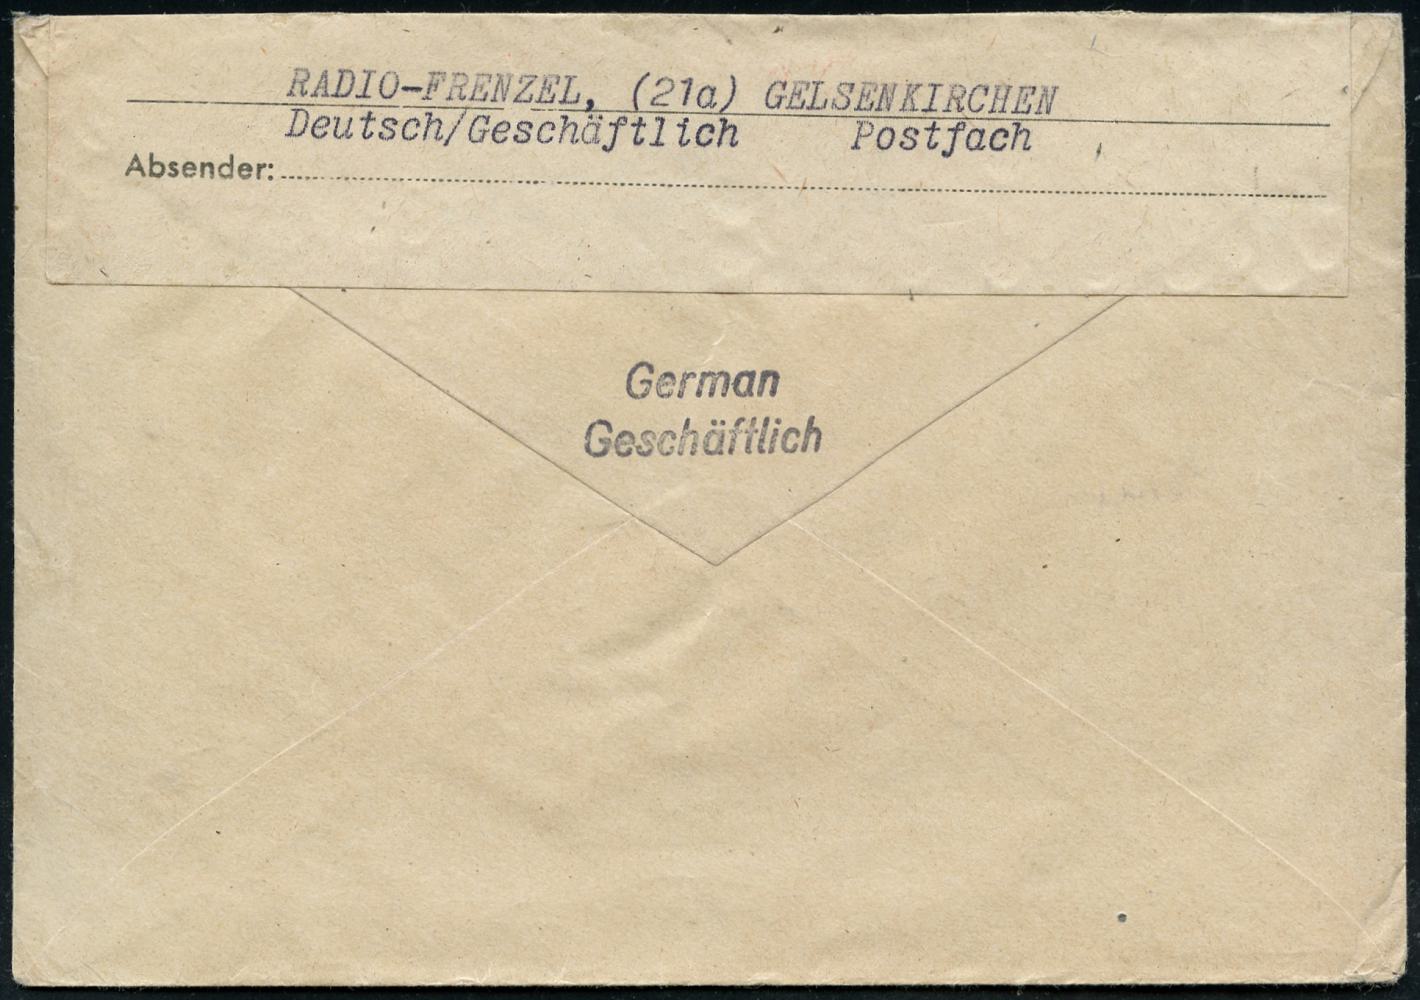 RADIO-FRENZEL, (21a) GELSENKIRCHEN
Deutsch/Geschäftlich Postfach
Absender:
German
Geschäftlich